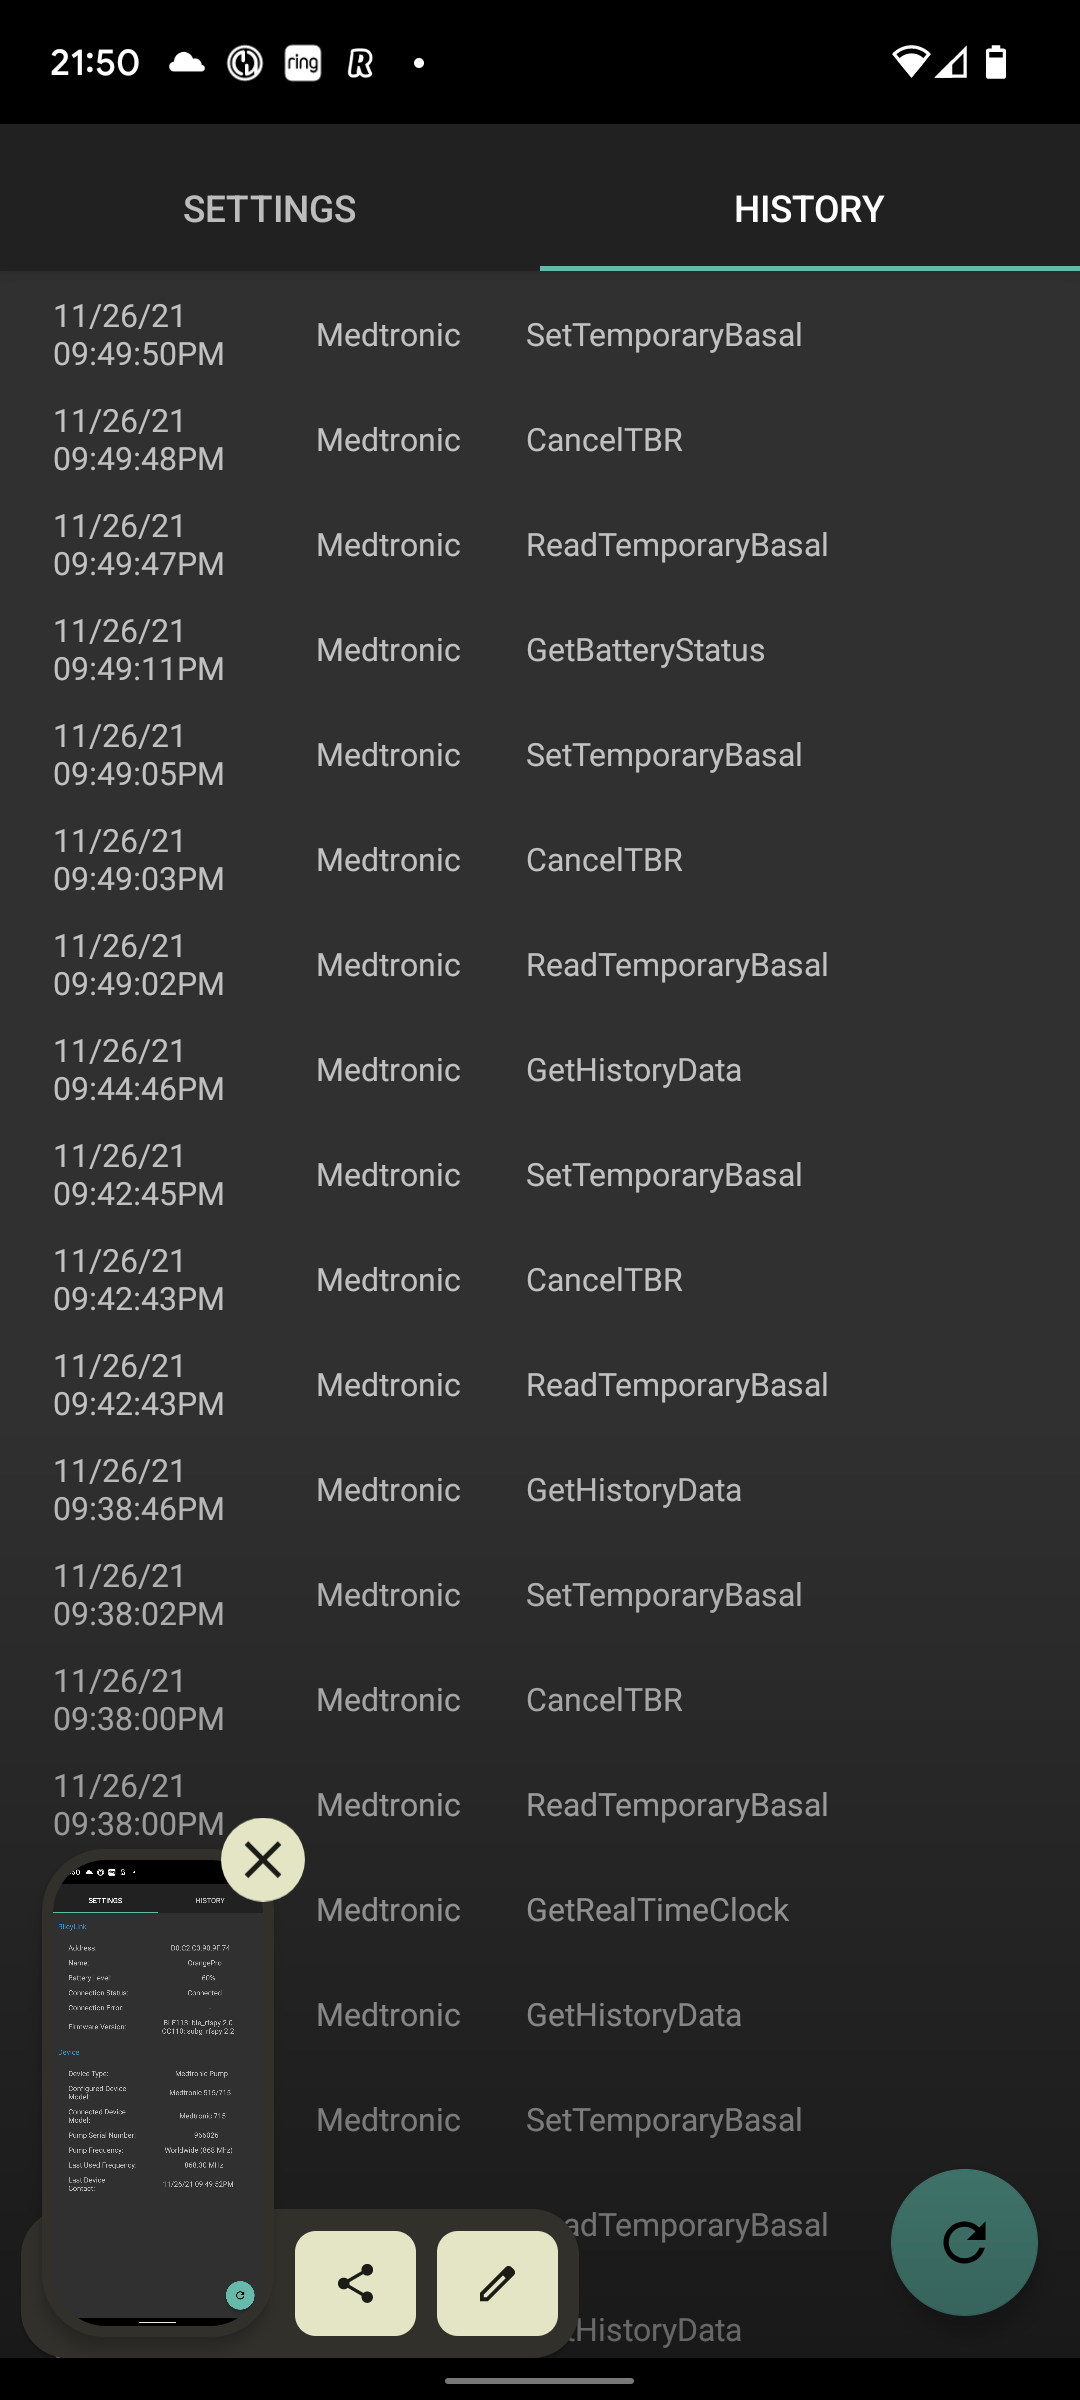 21:50
ring
SETTINGS
HISTORY
11/26/21
09:49:50PM
Medtronic
SetTemporaryBasal
11/26/21
09:49:48PM
Medtronic
CancelTBR
11/26/21
09:49:47PM
Medtronic
ReadTemporaryBasal
11/26/21
09:49:11PM
Medtronic
GetBatteryStatus
11/26/21
09:49:05PM
Medtronic
SetTemporaryBasal
11/26/21
09:49:03PM
Medtronic
CancelTBR
11/26/21
09:49:02PM
Medtronic
ReadTemporaryBasal
11/26/21
09:44:46PM
Medtronic
GetHistoryData
11/26/21
09:42:45PM
Medtronic
SetTemporaryBasal
11/26/21
09:42:43PM
Medtronic
CancelTBR
11/26/21
09:42:43PM
Medtronic
ReadTemporaryBasal
11/26/21
09:38:46PM
Medtronic
GetHistoryData
11/26/21
09:38:02PM
Medtronic
SetTemporaryBasal
11/26/21
09:38:00PM
Medtronic
CancelTBR
11/26/21
09:38:00PM
Medtronic
ReadTemporaryBasal
Medtronic
GetRealTimeClock
Medtronic
GetHistoryData
Medtronic
SetTemporaryBasal
adTemporaryBasal
tHistoryData
SETTINGS
HISTORY
RileyLink
Address:
Name:
OrangePro
Battery Level:
60%
Connection Status:
Connected
Connection Error:
-
Firmware Version:
Device
Device Type:
Medtronic Pump
Configured Device
Model:
Medtronic 515/715
Connected Device
Model:
Medtronic 715
Pump Serial Number:
966026
Pump Frequency:
Worldwide (868 Mhz)
Last Used Frequency:
868.30 MHz
Last Device
Contact:
11/26/21 09:49:52PM